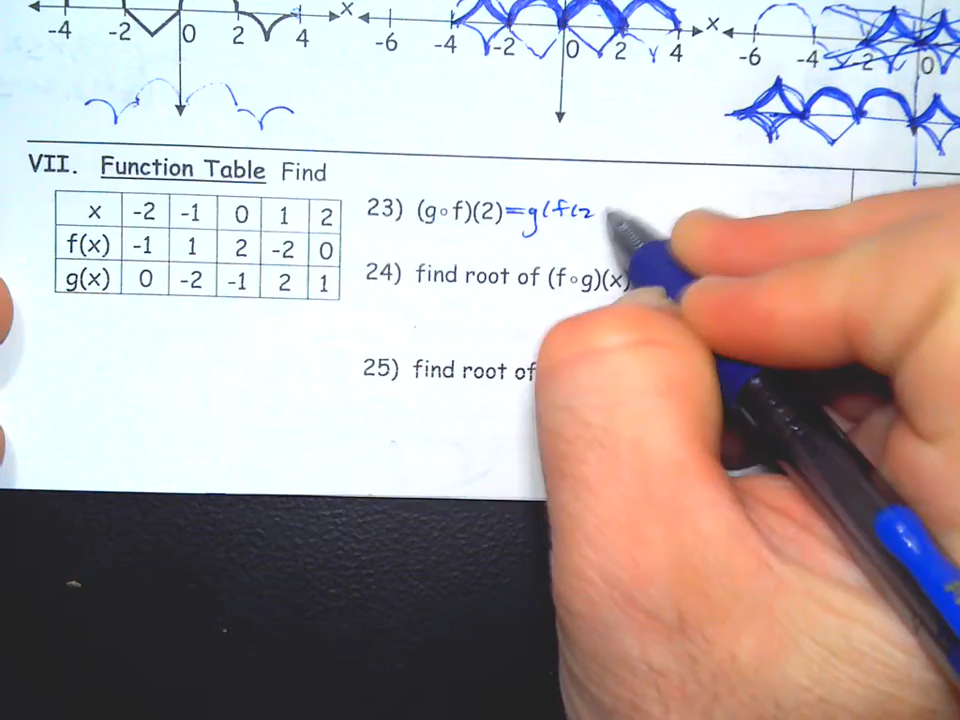 -4 -2 0 2 4 x
-6 -4 -2 0 2 4 x
-6 -4 -2 0
VII. Function Table Find
x -2 -1 0 1 2
f(x) -1 1 2 -2 0
g(x) 0 -2 -1 2 1
23) (g∘f)(2)=g(f(2
24) find root of (f∘g)(x)
25) find root of